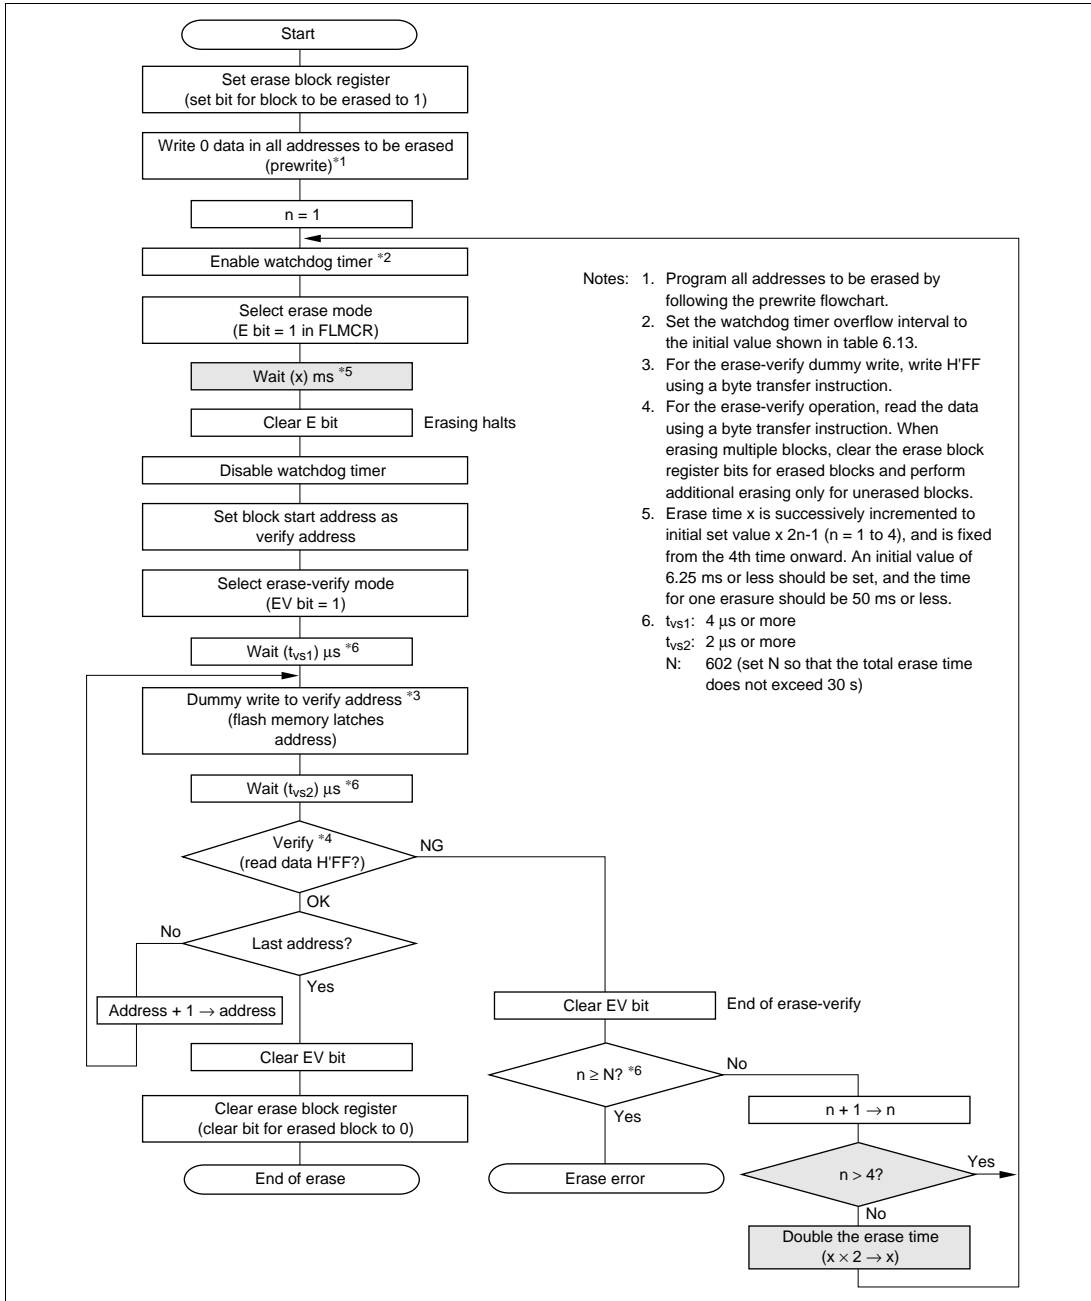 Start
Set erase block register
(set bit for block to be erased to 1)
Write 0 data in all addresses to be erased
(prewrite)*1
n = 1
Enable watchdog timer *2
Select erase mode
(E bit = 1 in FLMCR)
Wait (x) ms *5
Clear E bit
Erasing halts
Disable watchdog timer
Set block start address as
verify address
Select erase-verify mode
(EV bit = 1)
Wait (tvs1) μs *6
Dummy write to verify address *3
(flash memory latches
address)
Wait (tvs2) μs *6
Verify *4
(read data H'FF?)
NG
OK
Last address?
No
Yes
Address + 1 → address
Clear EV bit
Clear erase block register
(clear bit for erased block to 0)
End of erase
Clear EV bit
End of erase-verify
n ≥ N? *6
No
Yes
Erase error
n + 1 → n
n > 4?
Yes
No
Double the erase time
(x × 2 → x)
Notes: 1. Program all addresses to be erased by
following the prewrite flowchart.
2. Set the watchdog timer overflow interval to
the initial value shown in table 6.13.
3. For the erase-verify dummy write, write H'FF
using a byte transfer instruction.
4. For the erase-verify operation, read the data
using a byte transfer instruction. When
erasing multiple blocks, clear the erase block
register bits for erased blocks and perform
additional erasing only for unerased blocks.
5. Erase time x is successively incremented to
initial set value x 2n-1 (n = 1 to 4), and is fixed
from the 4th time onward. An initial value of
6.25 ms or less should be set, and the time
for one erasure should be 50 ms or less.
6. tvs1: 4 μs or more
tvs2: 2 μs or more
N: 602 (set N so that the total erase time
does not exceed 30 s)